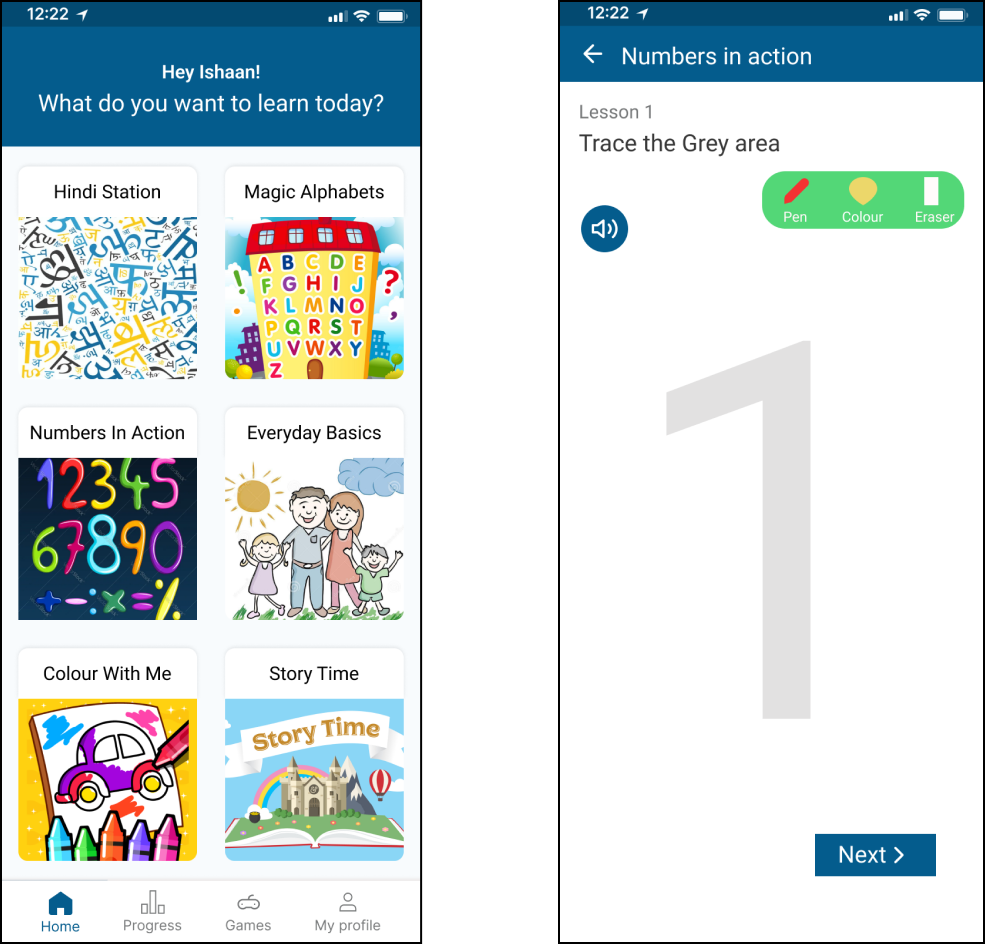 12:22
Hey Ishaan!
What do you want to learn today?
Hindi Station
Magic Alphabets
A B C D E
! F G H I J ?
K L M N O
P Q R S T
U V W X Y
Z
Numbers In Action
1 2 3 4 5
6 7 8 9 0
+ - ÷ × = %
Everyday Basics
Colour With Me
Story Time
Story Time
Home
Progress
Games
My profile
12:22
Numbers in action
Lesson 1
Trace the Grey area
Pen
Colour
Eraser
1
Next >